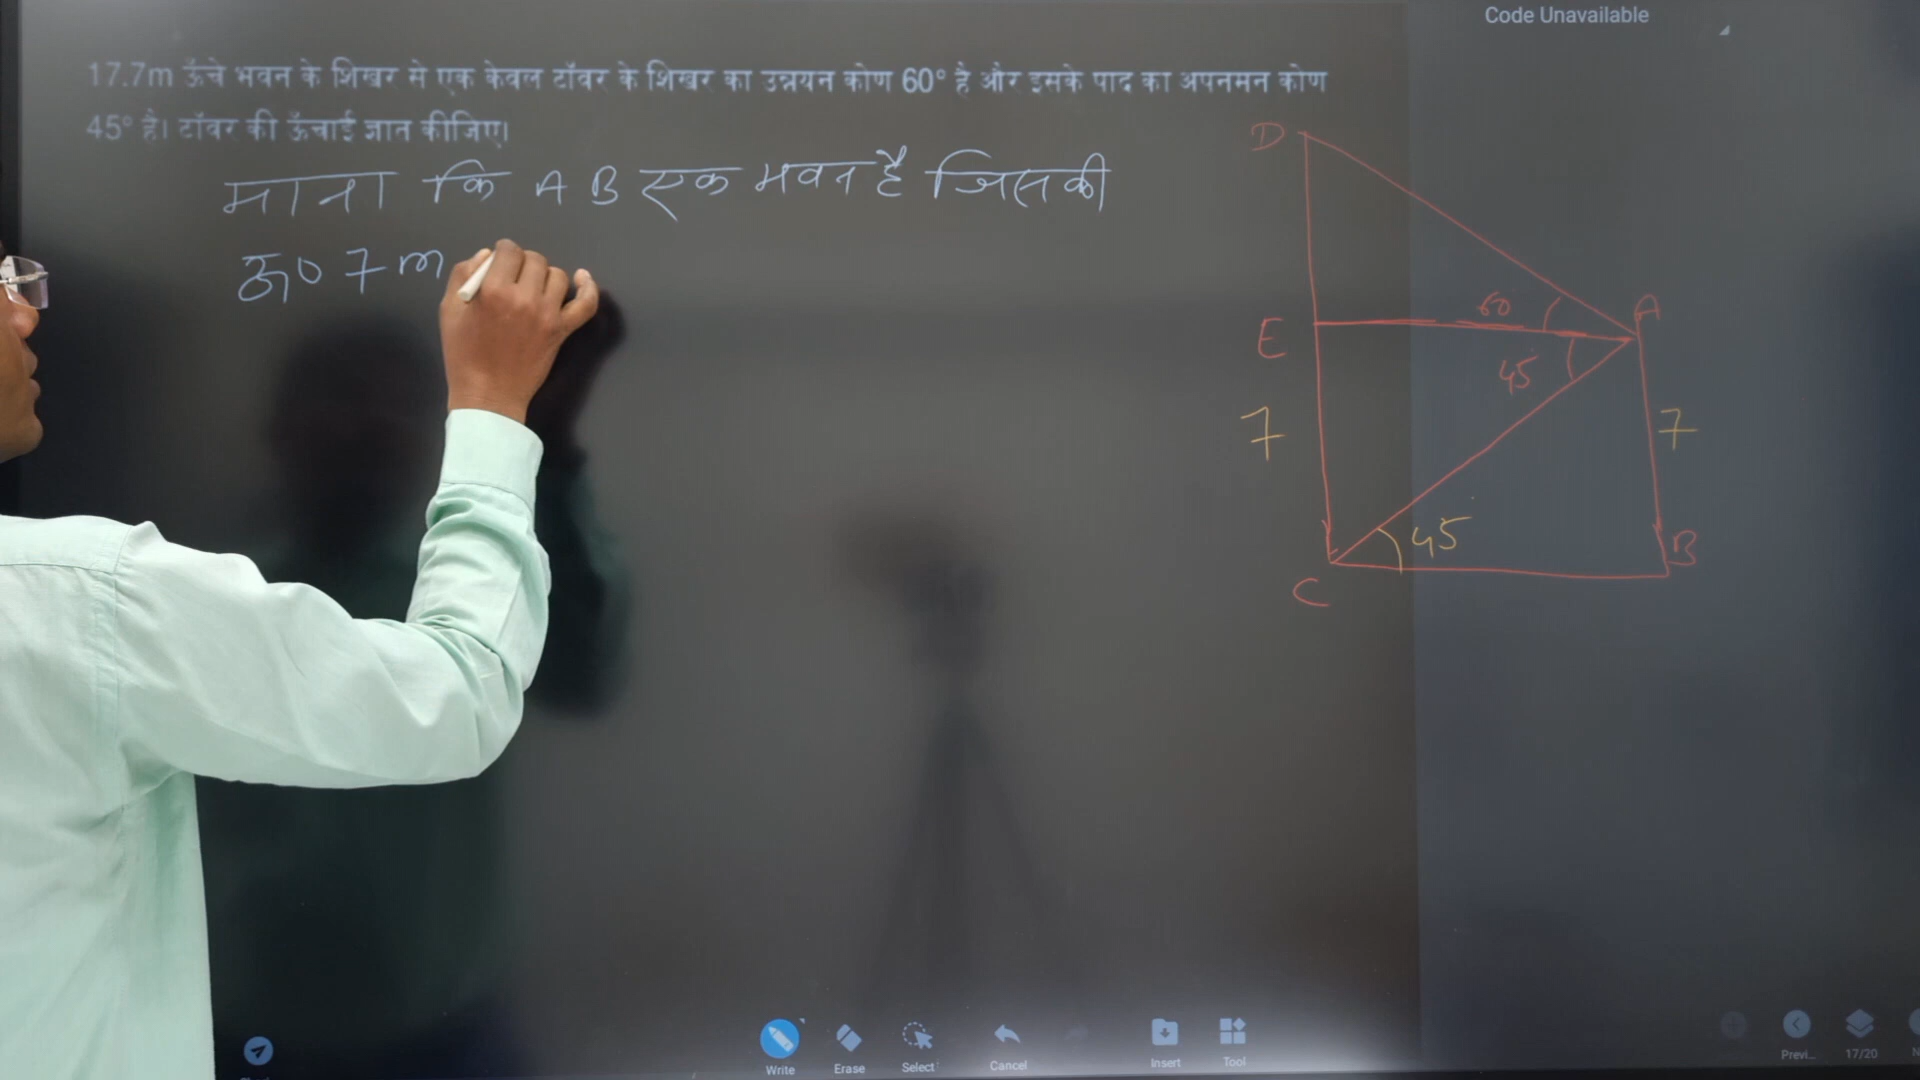 Code Unavailable
17.7m ऊँचे भवन के शिखर से एक केबल टॉवर के शिखर का उन्नयन कोण 60° है और इसके पाद का अपनमन कोण
45° है। टॉवर की ऊँचाई ज्ञात कीजिए।
माना कि A B एक भवन है जिसकी
ऊ० 7 m
D
60
A
E
45
7
7
45
B
C
Write
Erase
Select
Cancel
Insert
Tool
Previ...
17/20